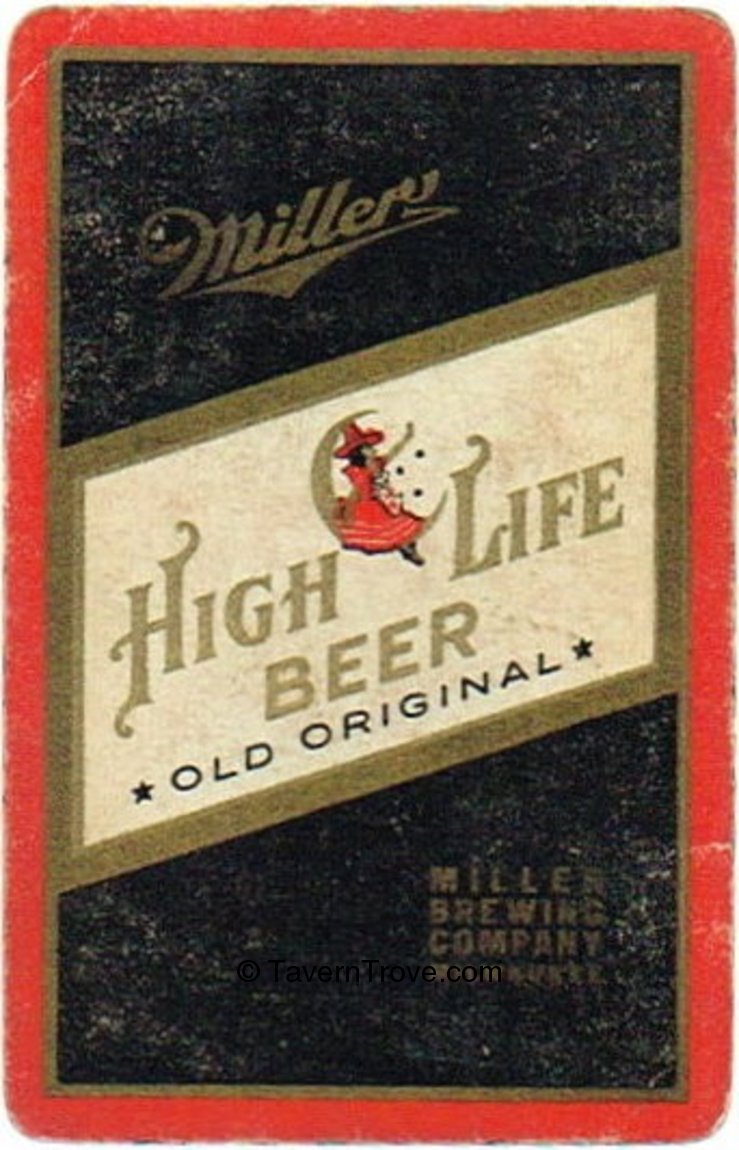 Miller
HIGH LIFE
BEER
★ OLD ORIGINAL ★
MILLER
BREWING
COMPANY
© TavernTrove.com